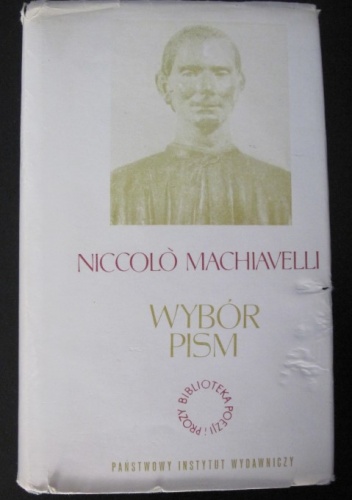 NICCOLÒ MACHIAVELLI
WYBÓR
PISM
BIBLIOTEKA POEZJI i PROZY
PAŃSTWOWY INSTYTUT WYDAWNICZY